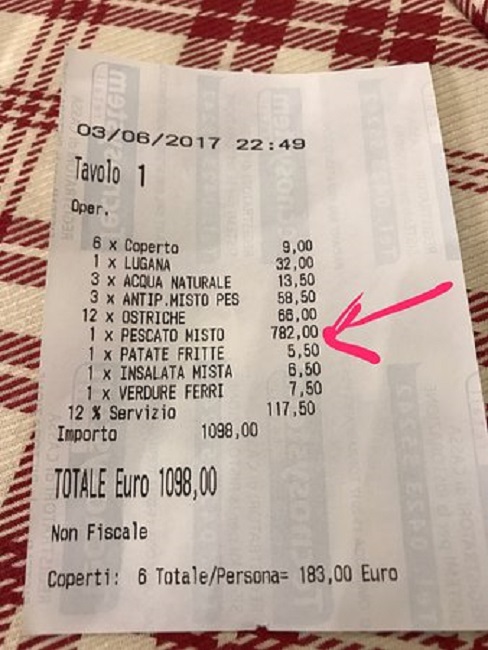 03/06/2017 22:49
Tavolo 1
Oper.
6 x Coperto 9,00
1 x LUGANA 32,00
3 x ACQUA NATURALE 13,50
3 x ANTIP.MISTO PES 58,50
12 x OSTRICHE 66,00
1 x PESCATO MISTO 782,00
1 x PATATE FRITTE 5,50
1 x INSALATA MISTA 6,50
1 x VERDURE FERRI 7,50
12 % Servizio 117,50
Importo 1098,00
TOTALE Euro 1098,00
Non Fiscale
Coperti: 6 Totale/Persona= 183,00 Euro